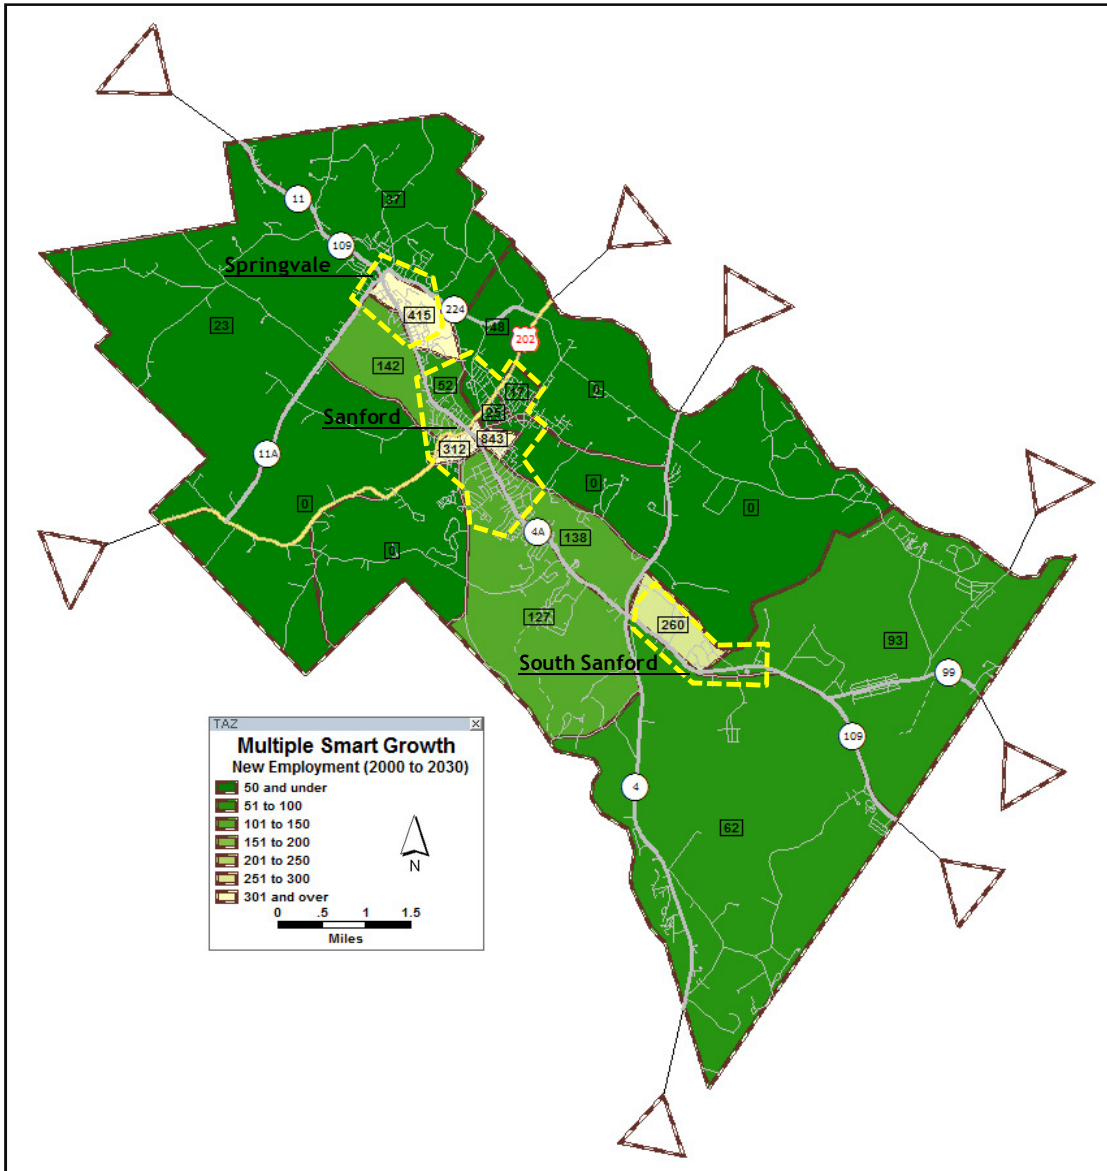 11
37
109
Springvale
415
224
23
48
202
142
52
0
Sanford
843
312
11A
0
0
0
0
4A
138
127
260
93
South Sanford
99
109
TAZ
Multiple Smart Growth
New Employment (2000 to 2030)
50 and under
51 to 100
101 to 150
151 to 200
201 to 250
251 to 300
301 and over
N
0 .5 1 1.5
Miles
4
62